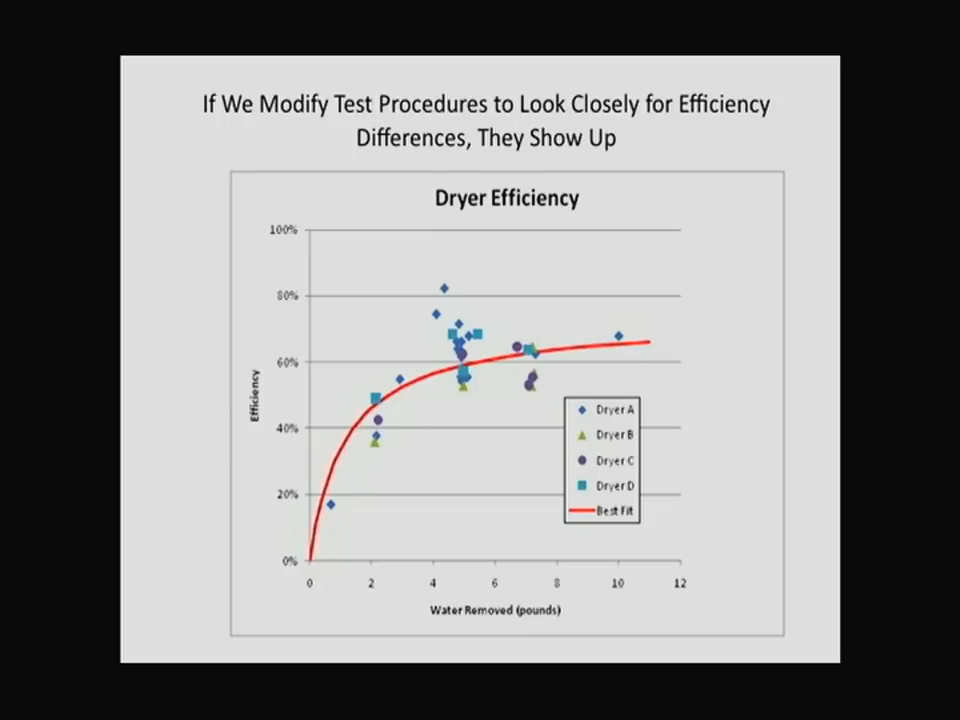 If We Modify Test Procedures to Look Closely for Efficiency
Differences, They Show Up
Dryer Efficiency
100%
80%
60%
40%
20%
0%
Efficiency
0 2 4 6 8 10 12
Water Removed (pounds)
Dryer A
Dryer B
Dryer C
Dryer D
Best Fit